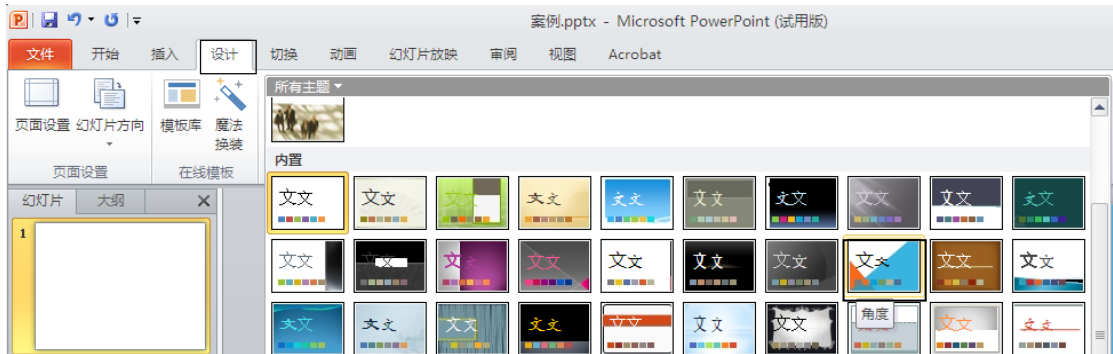 案例.pptx - Microsoft PowerPoint (试用版)
文件 开始 插入 设计 切换 动画 幻灯片放映 审阅 视图 Acrobat
所有主题
页面设置 幻灯片方向 模板库 魔法换装
页面设置 在线模板
内置
幻灯片 大纲
文文 文文 文文 文文 文文 文文 文文 文文 文文 文文
1
文文 文文 文文 文文 文文 文文 文文 文文 文文 文文
角度
文文 文文 文文 文文 文文 文文 文文 文文 文文